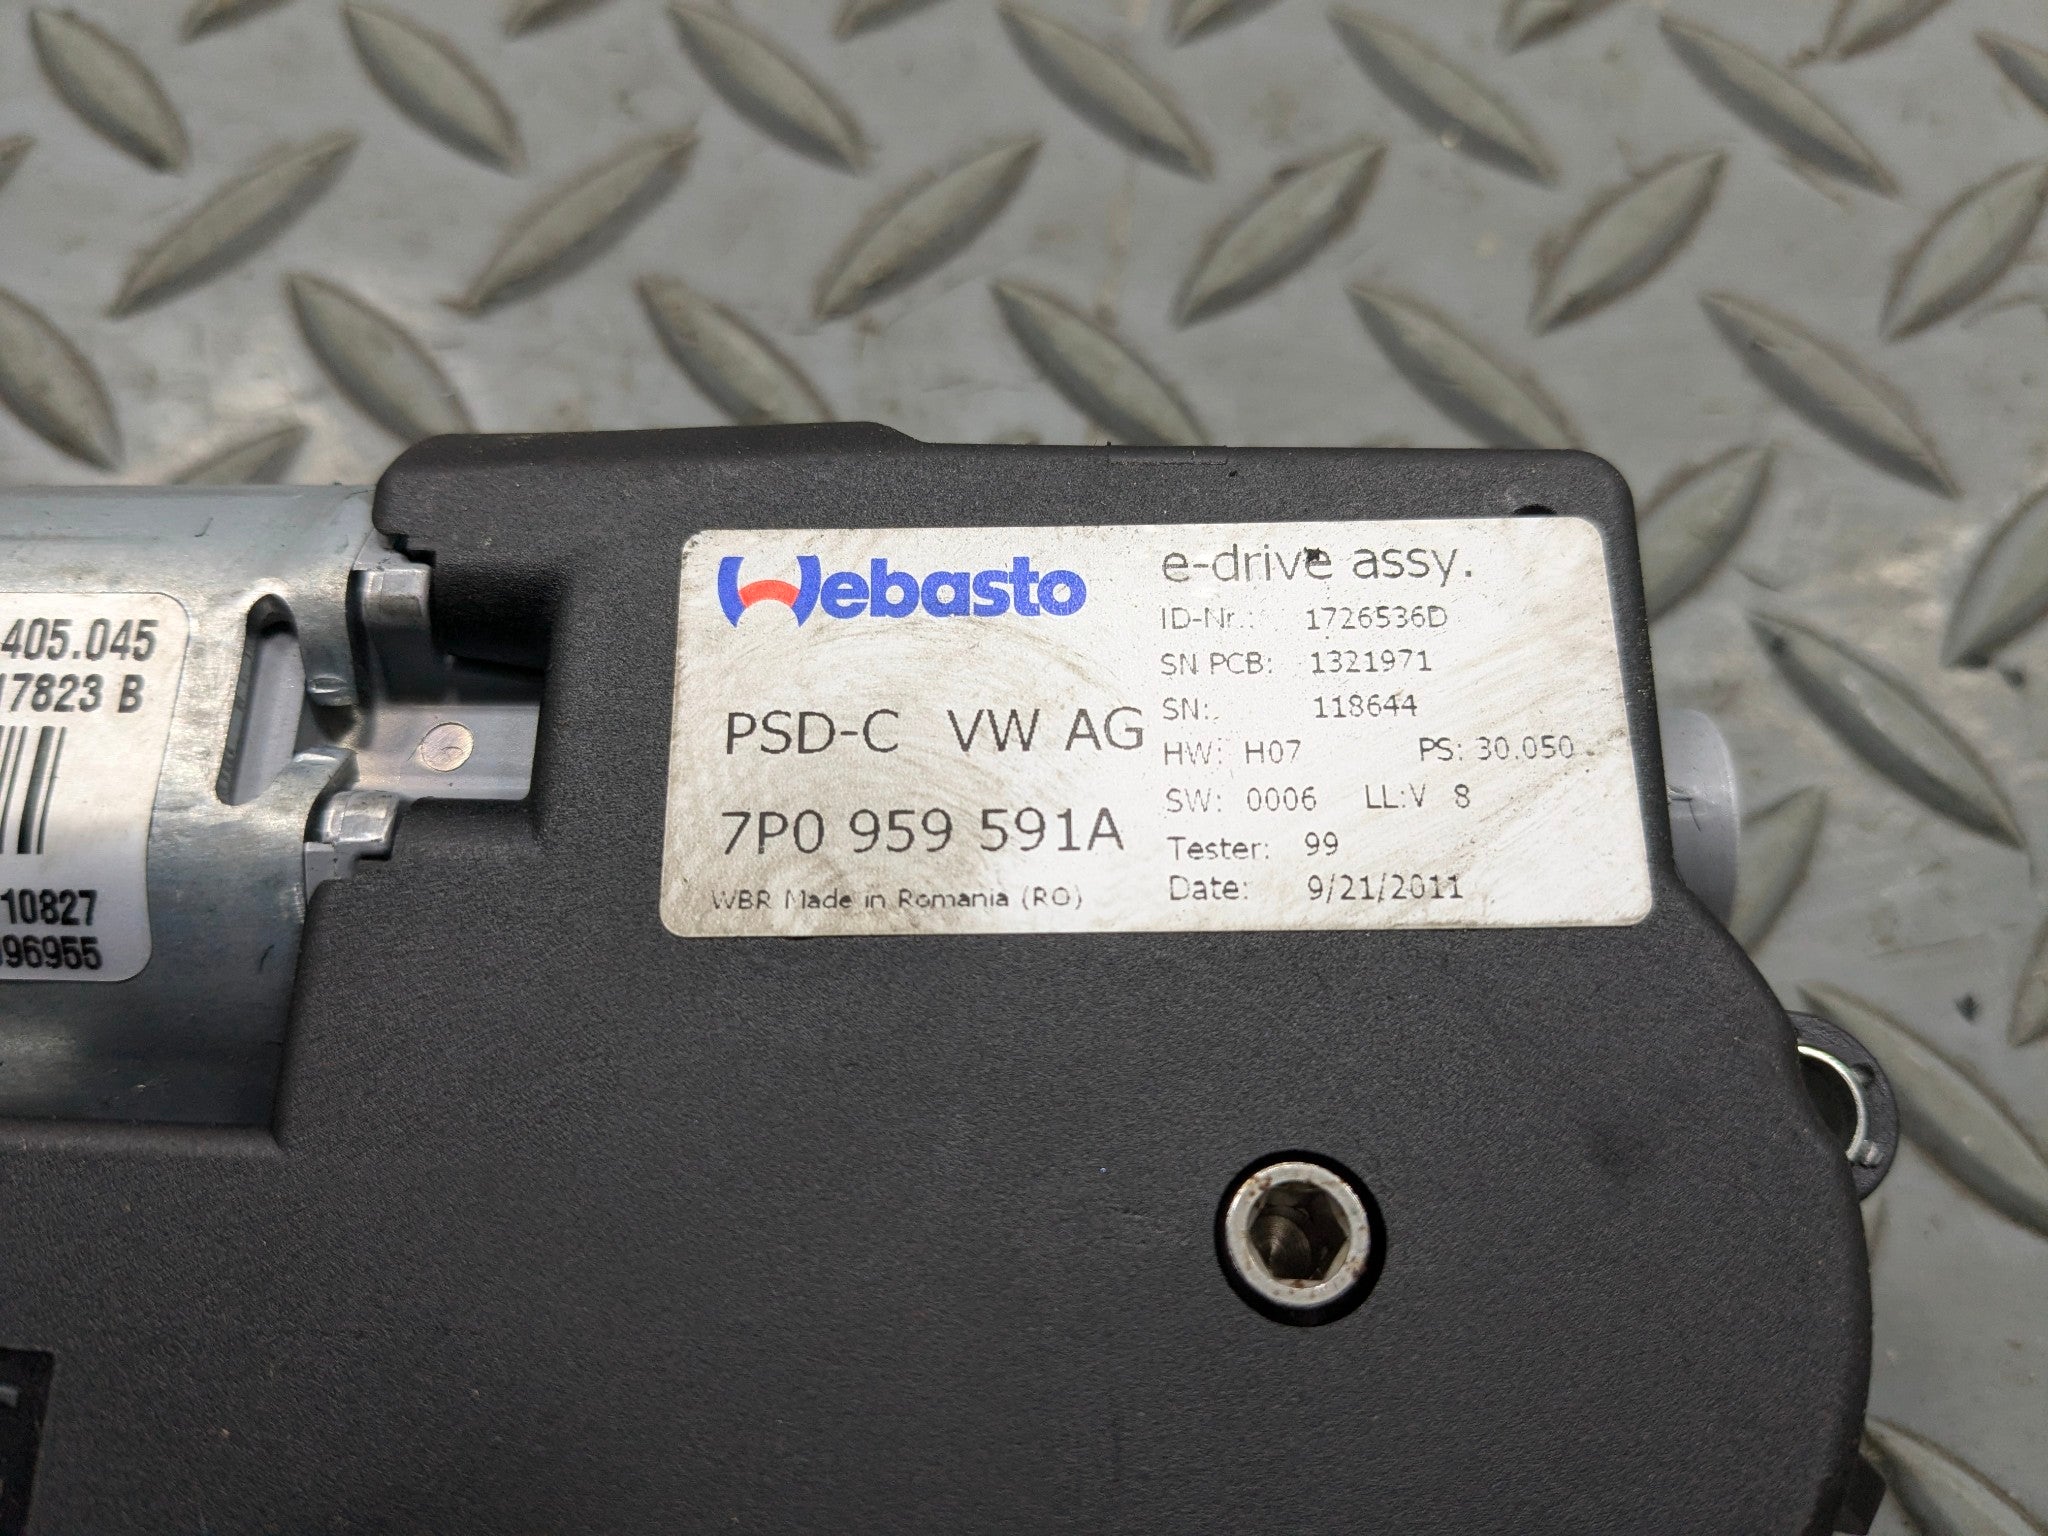 405.045
17823 B
10827
96955
Webasto
PSD-C VW AG
7P0 959 591A
WBR Made in Romania (RO)
e-drive assy.
ID-Nr.: 1726536D
SN PCB: 1321971
SN: 118644
HW: H07 PS: 30.050
SW: 0006 LL:V 8
Tester: 99
Date: 9/21/2011